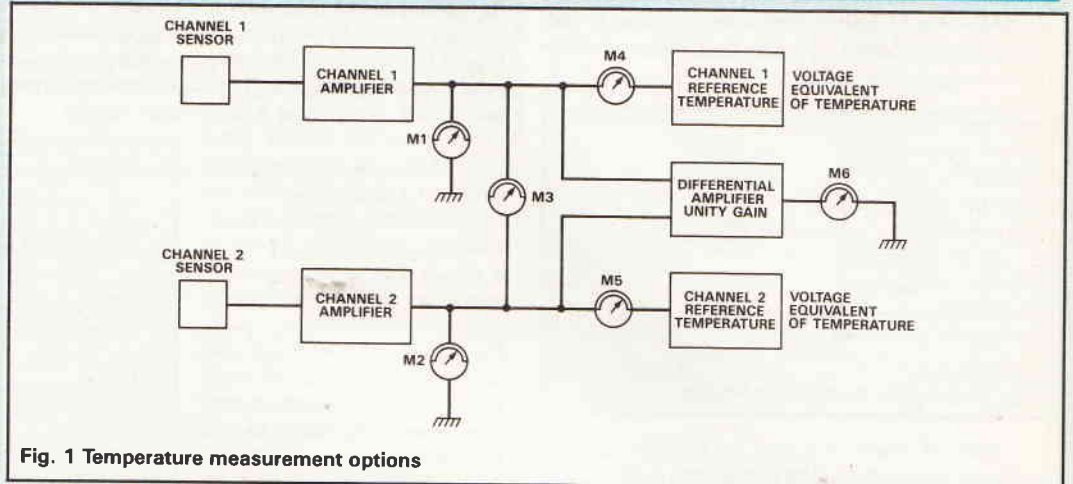 CHANNEL 1
SENSOR
CHANNEL 1
AMPLIFIER
M1
M3
M4
CHANNEL 1
REFERENCE
TEMPERATURE
VOLTAGE
EQUIVALENT
OF TEMPERATURE
DIFFERENTIAL
AMPLIFIER
UNITY GAIN
M6
CHANNEL 2
SENSOR
CHANNEL 2
AMPLIFIER
M2
M5
CHANNEL 2
REFERENCE
TEMPERATURE
VOLTAGE
EQUIVALENT
OF TEMPERATURE
Fig. 1 Temperature measurement options